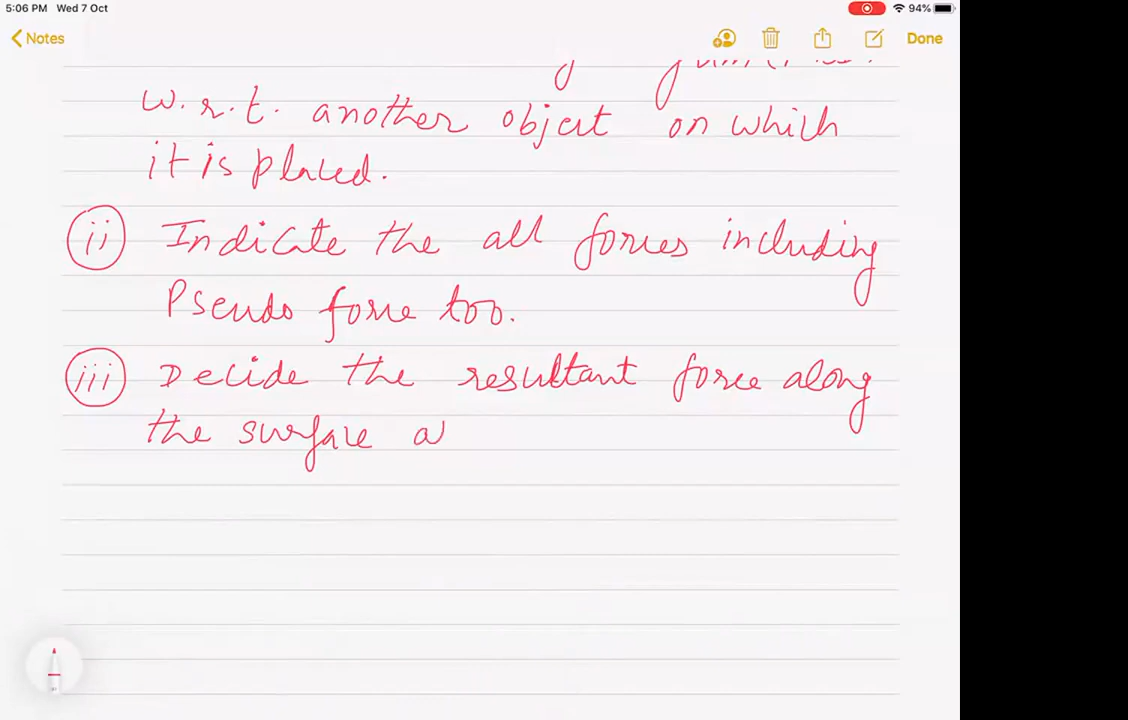 5:06 PM Wed 7 Oct 94%
Notes Done
w.r.t. another object on which
it is placed.
ii Indicate the all forces including
Pseudo force too.
iii Decide the resultant force along
the surface a